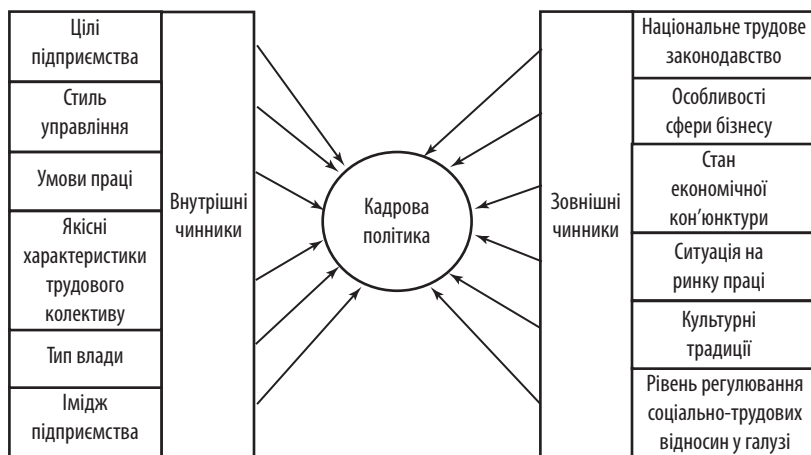 Цілі
підприємства
Стиль
управління
Умови праці
Якісні
характеристики
трудового
колективу
Тип влади
Імідж
підприємства
Внутрішні
чинники
Кадрова
політика
Зовнішні
чинники
Національне трудове
законодавство
Особливості
сфери бізнесу
Стан
економічної
кон’юнктури
Ситуація на
ринку праці
Культурні
традиції
Рівень регулювання
соціально-трудових
відносин у галузі